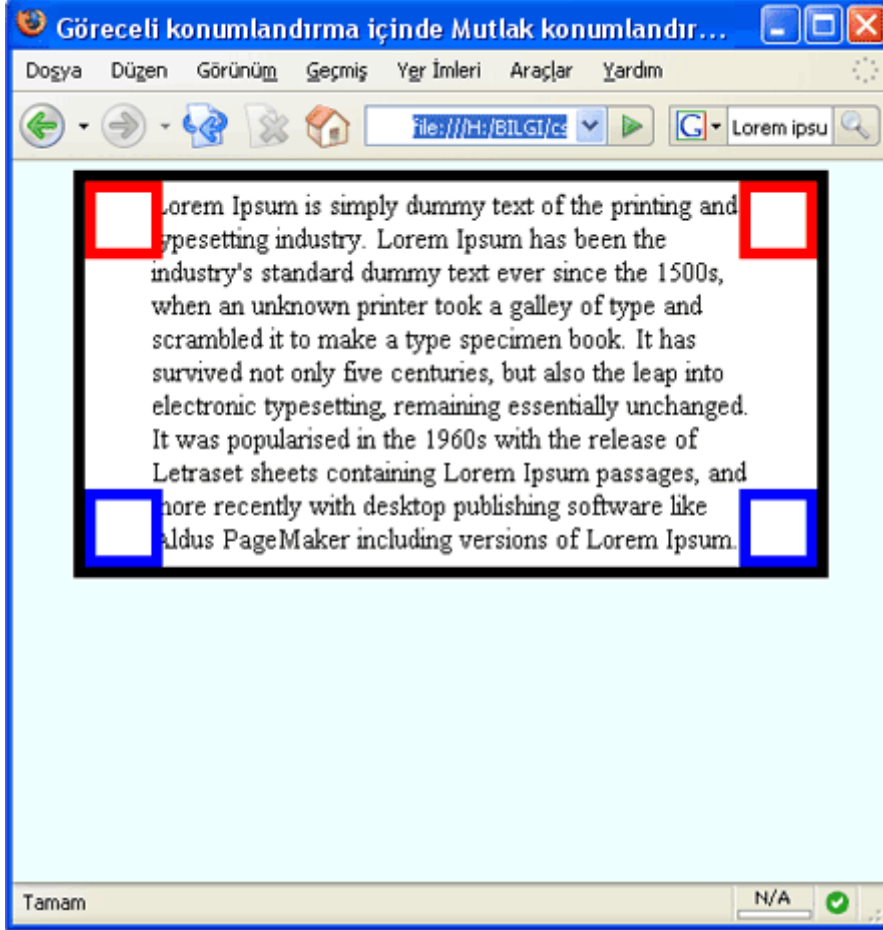 Göreceli konumlandırma içinde Mutlak konumlandır...
Dosya Düzen Görünüm Geçmiş Yer İmleri Araçlar Yardım
file:///H:/BILGI/cs G Lorem ipsu
Lorem Ipsum is simply dummy text of the printing and
typesetting industry. Lorem Ipsum has been the
industry's standard dummy text ever since the 1500s,
when an unknown printer took a galley of type and
scrambled it to make a type specimen book. It has
survived not only five centuries, but also the leap into
electronic typesetting, remaining essentially unchanged.
It was popularised in the 1960s with the release of
Letraset sheets containing Lorem Ipsum passages, and
more recently with desktop publishing software like
Aldus PageMaker including versions of Lorem Ipsum.
Tamam N/A